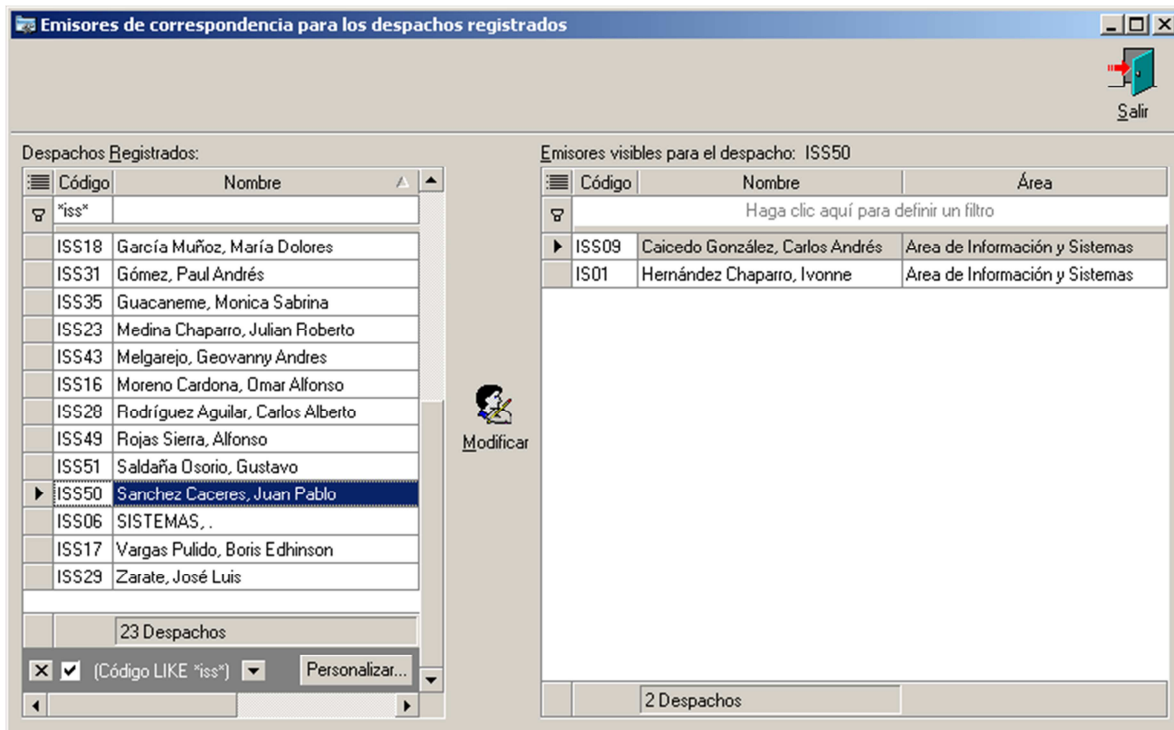 Emisores de correspondencia para los despachos registrados
Salir
Despachos Registrados:
Código Nombre
*iss*
ISS18 García Muñoz, María Dolores
ISS31 Gómez, Paul Andrés
ISS35 Guacaneme, Monica Sabrina
ISS23 Medina Chaparro, Julian Roberto
ISS43 Melgarejo, Geovanny Andres
ISS16 Moreno Cardona, Omar Alfonso
ISS28 Rodríguez Aguilar, Carlos Alberto
ISS49 Rojas Sierra, Alfonso
ISS51 Saldaña Osorio, Gustavo
ISS50 Sanchez Caceres, Juan Pablo
ISS06 SISTEMAS, .
ISS17 Vargas Pulido, Boris Edhinson
ISS29 Zarate, José Luis
23 Despachos
(Código LIKE *iss*) Personalizar...
Modificar
Emisores visibles para el despacho: ISS50
Código Nombre Área
Haga clic aquí para definir un filtro
ISS09 Caicedo González, Carlos Andrés Area de Información y Sistemas
IS01 Hernández Chaparro, Ivonne Area de Información y Sistemas
2 Despachos